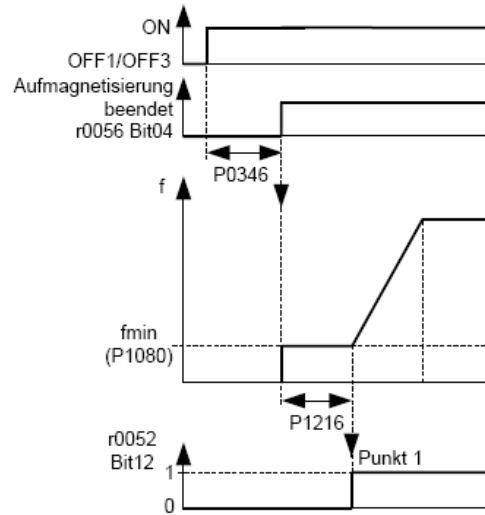 ON
OFF1/OFF3
Aufmagnetisierung
beendet
r0056 Bit04
P0346
f
fmin
(P1080)
P1216
r0052
Bit12
Punkt 1
1
0